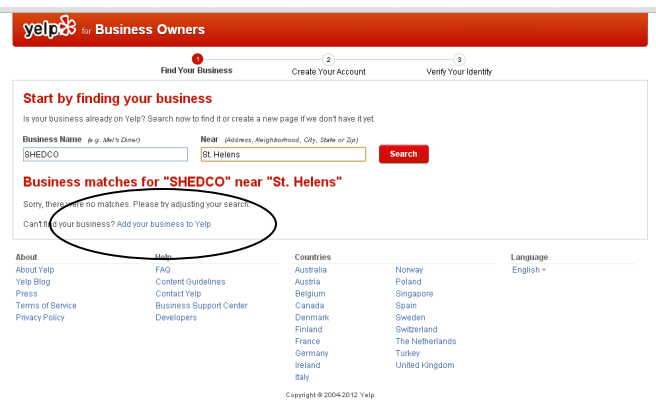 yelp for Business Owners
1 2 3
Find Your Business Create Your Account Verify Your Identity
Start by finding your business
Is your business already on Yelp? Search now to find it or create a new page if we don't have it yet.
Business Name (e.g. Mel's Diner) Near (Address, Neighborhood, City, State or Zip)
SHEDCO St. Helens Search
Business matches for "SHEDCO" near "St. Helens"
Sorry, there were no matches. Please try adjusting your search.
Can't find your business? Add your business to Yelp
About Help Countries Language
About Yelp FAQ Australia Norway English
Yelp Blog Content Guidelines Austria Poland
Press Contact Yelp Belgium Singapore
Terms of Service Business Support Center Canada Spain
Privacy Policy Developers Denmark Sweden
Finland Switzerland
France The Netherlands
Germany Turkey
Ireland United Kingdom
Italy
Copyright © 2004-2012 Yelp